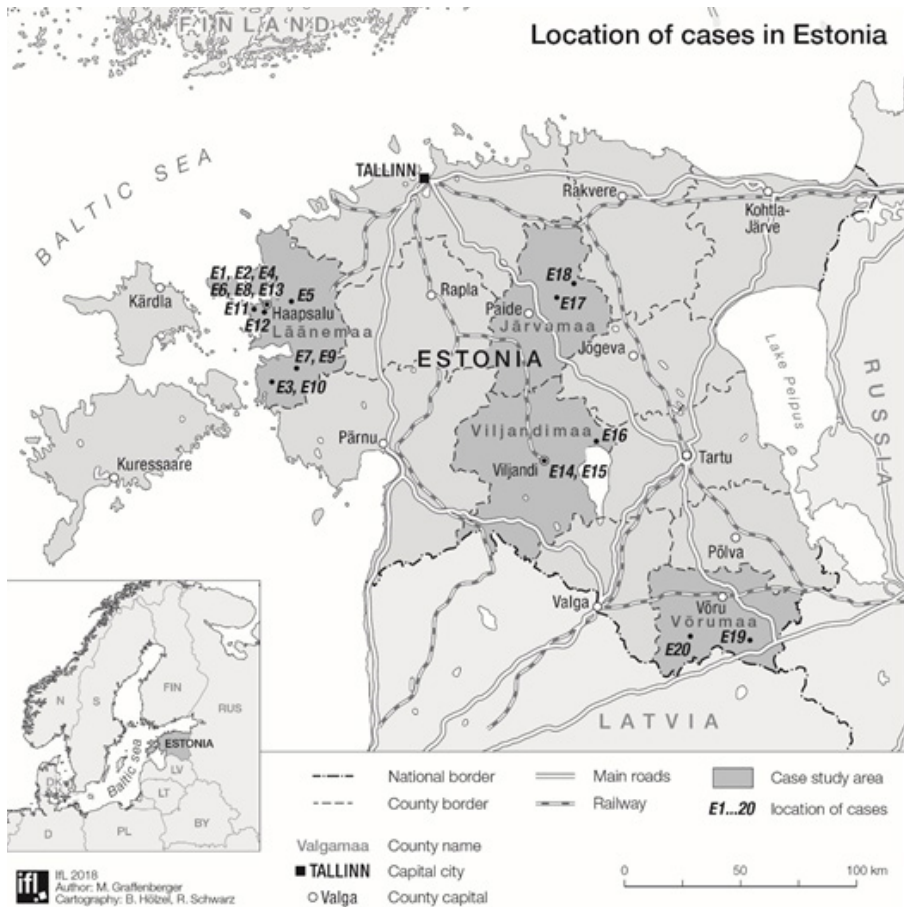 FINLAND
Location of cases in Estonia
BALTIC SEA
TALLINN
Rakvere
Kohtla-
Järve
E1, E2, E4,
E6, E8, E13
E5
E11
Haapsalu
E12
Läänemaa
Kärdla
Rapla
E18
E17
Paide
Järvamaa
Jõgeva
ESTONIA
E7, E9
E3, E10
Lake Peipus
RUSSIA
Viljandimaa
E16
Pärnu
Viljandi
E14, E15
Tartu
Kuressaare
Põlva
Valga
Võru
Võrumaa
E20
E19
LATVIA
N
S
FIN
RUS
ESTONIA
Baltic sea
DK
LV
LT
D
PL
BY
National border
Main roads
Case study area
County border
Railway
E1...20
location of cases
Valgamaa
County name
TALLINN
Capital city
Valga
County capital
0
50
100 km
ifl.
IfL 2018
Author: M. Graffenberger
Cartography: B. Hölzel, R. Schwarz